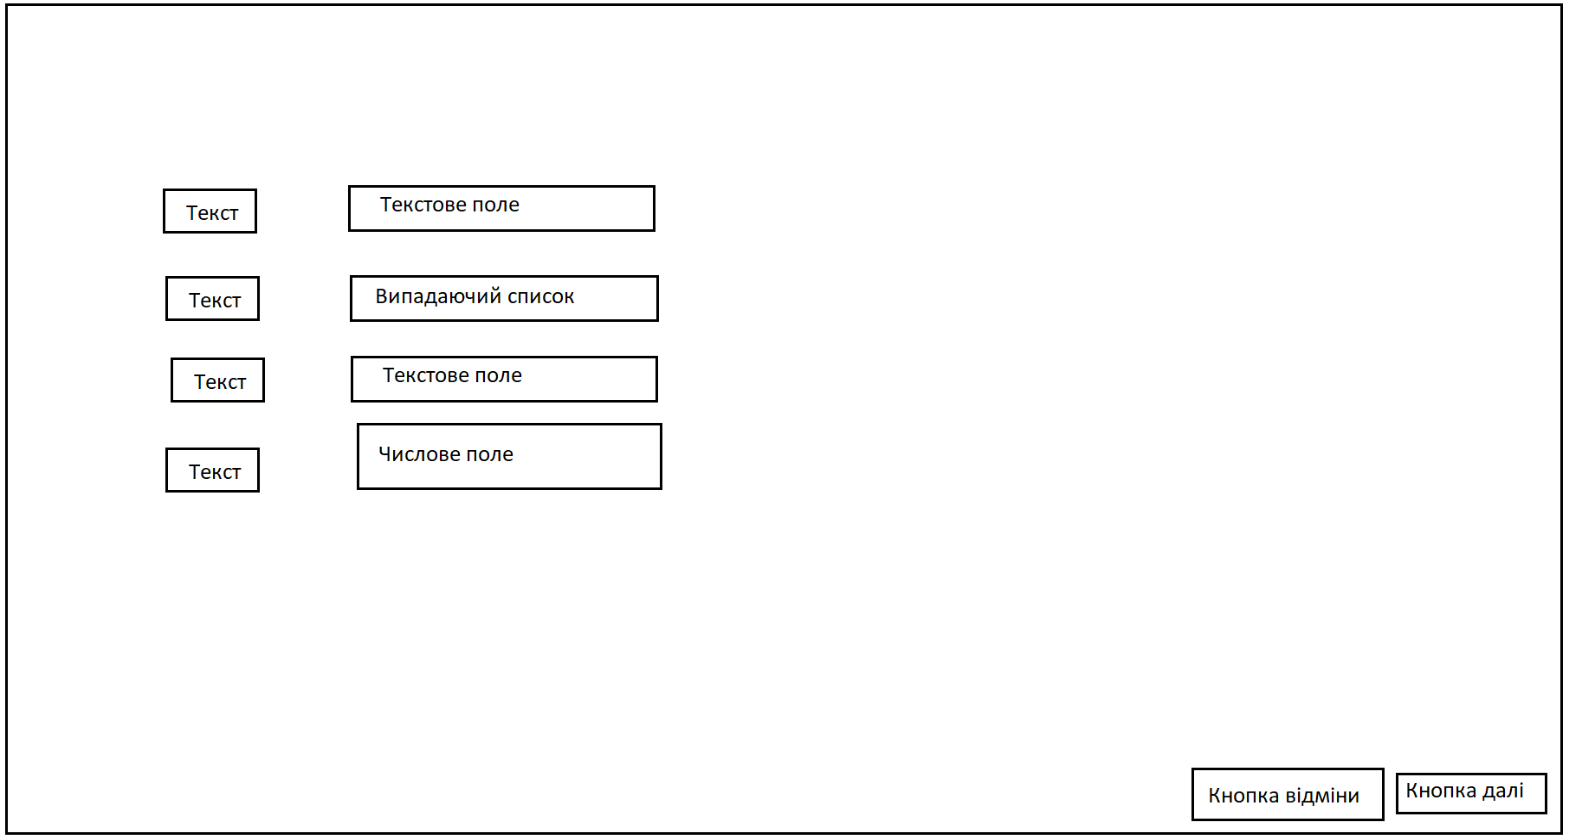 Текст
Текстове поле
Текст
Випадаючий список
Текст
Текстове поле
Текст
Числове поле
Кнопка відміни
Кнопка далі